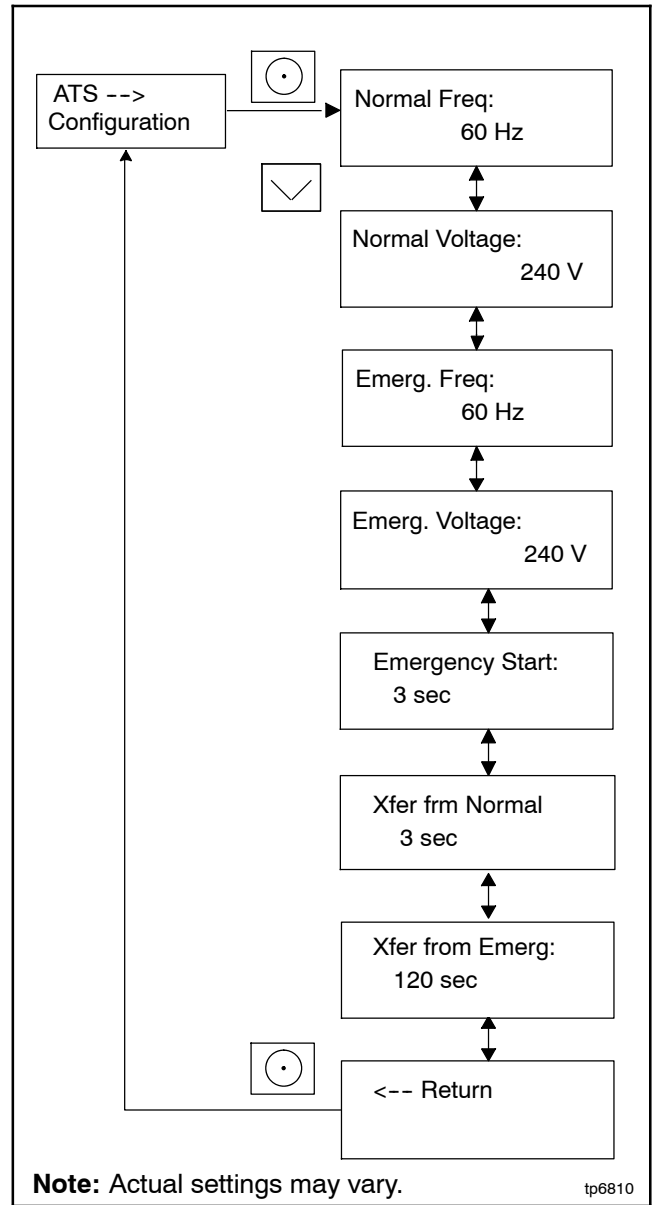 ATS -->
Configuration
Normal Freq:
60 Hz
Normal Voltage:
240 V
Emerg. Freq:
60 Hz
Emerg. Voltage:
240 V
Emergency Start:
3 sec
Xfer frm Normal
3 sec
Xfer from Emerg:
120 sec
<-- Return
Note: Actual settings may vary.
tp6810